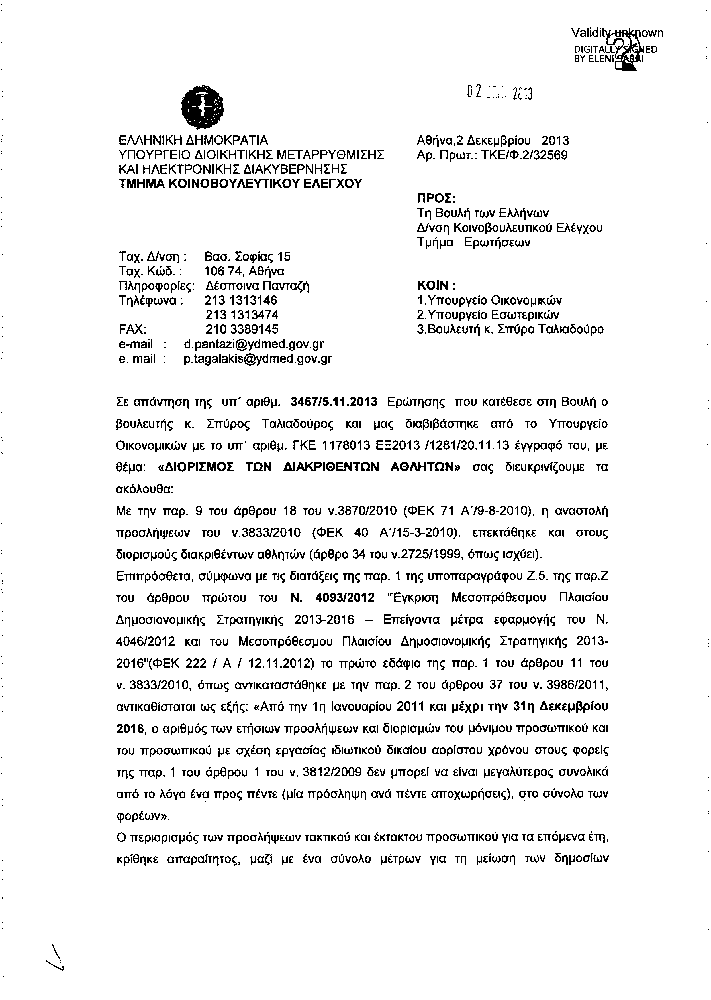 Validity unknown
DIGITALLY SIGNED
BY ELENI SARRI
02 2013
ΕΛΛΗΝΙΚΗ ΔΗΜΟΚΡΑΤΙΑ
ΥΠΟΥΡΓΕΙΟ ΔΙΟΙΚΗΤΙΚΗΣ ΜΕΤΑΡΡΥΘΜΙΣΗΣ
ΚΑΙ ΗΛΕΚΤΡΟΝΙΚΗΣ ΔΙΑΚΥΒΕΡΝΗΣΗΣ
ΤΜΗΜΑ ΚΟΙΝΟΒΟΥΛΕΥΤΙΚΟΥ ΕΛΕΓΧΟΥ
Αθήνα,2 Δεκεμβρίου 2013
Αρ. Πρωτ.: ΤΚΕ/Φ.2/32569
ΠΡΟΣ:
Τη Βουλή των Ελλήνων
Δ/νση Κοινοβουλευτικού Ελέγχου
Τμήμα Ερωτήσεων
Ταχ. Δ/νση : Βασ. Σοφίας 15
Ταχ. Κώδ. : 106 74, Αθήνα
Πληροφορίες: Δέσποινα Πανταζή
Τηλέφωνα : 213 1313146
213 1313474
FAX: 210 3389145
e-mail : d.pantazi@ydmed.gov.gr
e. mail : p.tagalakis@ydmed.gov.gr
ΚΟΙΝ :
1.Υπουργείο Οικονομικών
2.Υπουργείο Εσωτερικών
3.Βουλευτή κ. Σπύρο Ταλιαδούρο
Σε απάντηση της υπ΄ αριθμ. 3467/5.11.2013 Ερώτησης που κατέθεσε στη Βουλή ο
βουλευτής κ. Σπύρος Ταλιαδούρος και μας διαβιβάστηκε από το Υπουργείο
Οικονομικών με το υπ΄ αριθμ. ΓΚΕ 1178013 ΕΞ2013 /1281/20.11.13 έγγραφό του, με
θέμα: «ΔΙΟΡΙΣΜΟΣ ΤΩΝ ΔΙΑΚΡΙΘΕΝΤΩΝ ΑΘΛΗΤΩΝ» σας διευκρινίζουμε τα
ακόλουθα:
Με την παρ. 9 του άρθρου 18 του ν.3870/2010 (ΦΕΚ 71 Α΄/9-8-2010), η αναστολή
προσλήψεων του ν.3833/2010 (ΦΕΚ 40 Α΄/15-3-2010), επεκτάθηκε και στους
διορισμούς διακριθέντων αθλητών (άρθρο 34 του ν.2725/1999, όπως ισχύει).
Επιπρόσθετα, σύμφωνα με τις διατάξεις της παρ. 1 της υποπαραγράφου Ζ.5. της παρ.Ζ
του άρθρου πρώτου του Ν. 4093/2012 "Έγκριση Μεσοπρόθεσμου Πλαισίου
Δημοσιονομικής Στρατηγικής 2013-2016 – Επείγοντα μέτρα εφαρμογής του Ν.
4046/2012 και του Μεσοπρόθεσμου Πλαισίου Δημοσιονομικής Στρατηγικής 2013-
2016"(ΦΕΚ 222 / Α / 12.11.2012) το πρώτο εδάφιο της παρ. 1 του άρθρου 11 του
ν. 3833/2010, όπως αντικαταστάθηκε με την παρ. 2 του άρθρου 37 του ν. 3986/2011,
αντικαθίσταται ως εξής: «Από την 1η Ιανουαρίου 2011 και μέχρι την 31η Δεκεμβρίου
2016, ο αριθμός των ετήσιων προσλήψεων και διορισμών του μόνιμου προσωπικού και
του προσωπικού με σχέση εργασίας ιδιωτικού δικαίου αορίστου χρόνου στους φορείς
της παρ. 1 του άρθρου 1 του ν. 3812/2009 δεν μπορεί να είναι μεγαλύτερος συνολικά
από το λόγο ένα προς πέντε (μία πρόσληψη ανά πέντε αποχωρήσεις), στο σύνολο των
φορέων».
Ο περιορισμός των προσλήψεων τακτικού και έκτακτου προσωπικού για τα επόμενα έτη,
κρίθηκε απαραίτητος, μαζί με ένα σύνολο μέτρων για τη μείωση των δημοσίων